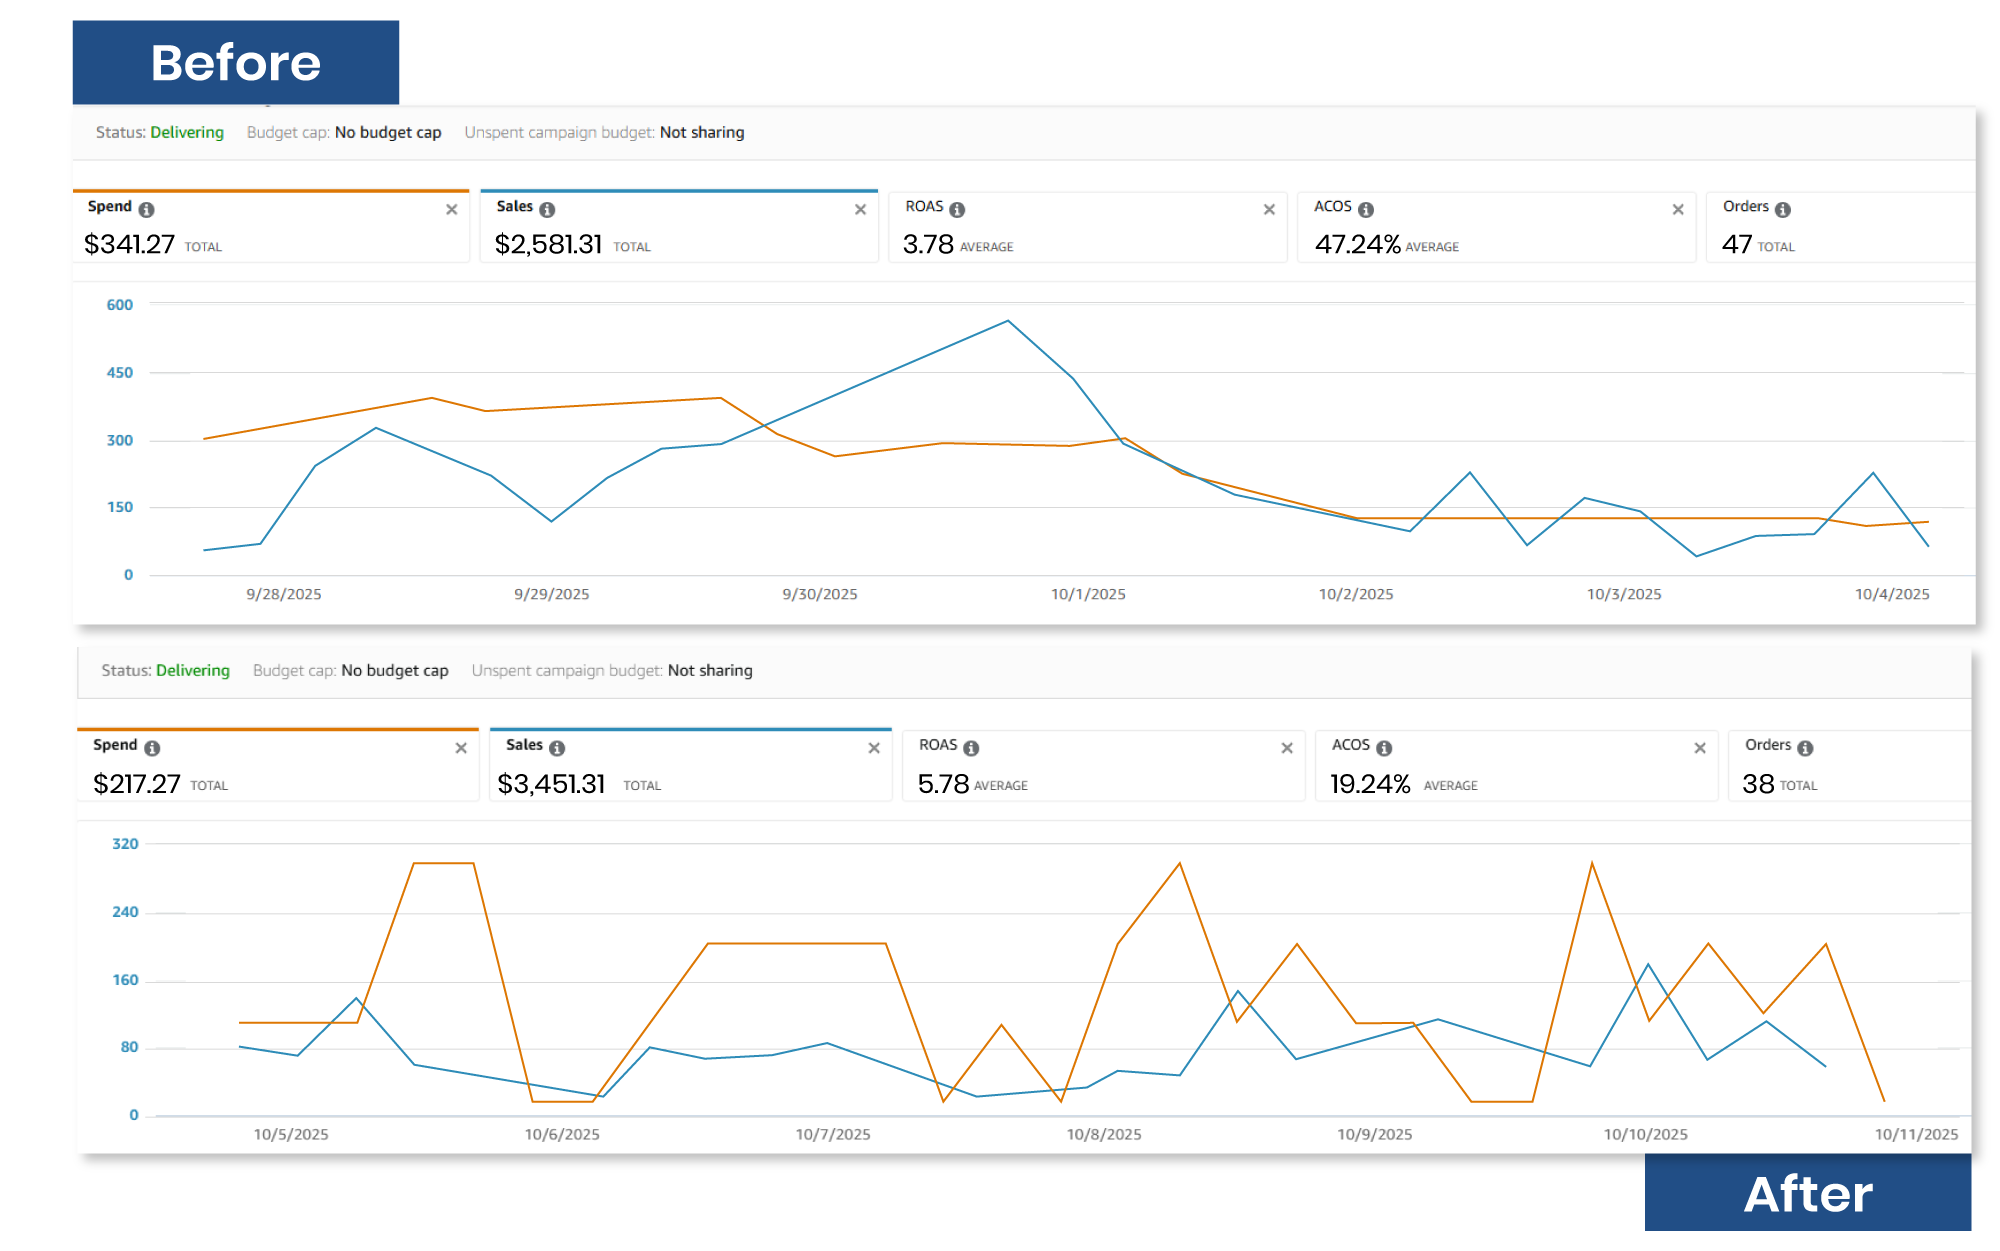 Before
Status: Delivering Budget cap: No budget cap Unspent campaign budget: Not sharing
Spend Sales ROAS ACOS Orders
$341.27 TOTAL $2,581.31 TOTAL 3.78 AVERAGE 47.24% AVERAGE 47 TOTAL
600
450
300
150
0
9/28/2025 9/29/2025 9/30/2025 10/1/2025 10/2/2025 10/3/2025 10/4/2025
Status: Delivering Budget cap: No budget cap Unspent campaign budget: Not sharing
Spend Sales ROAS ACOS Orders
$217.27 TOTAL $3,451.31 TOTAL 5.78 AVERAGE 19.24% AVERAGE 38 TOTAL
320
240
160
80
0
10/5/2025 10/6/2025 10/7/2025 10/8/2025 10/9/2025 10/10/2025 10/11/2025
After